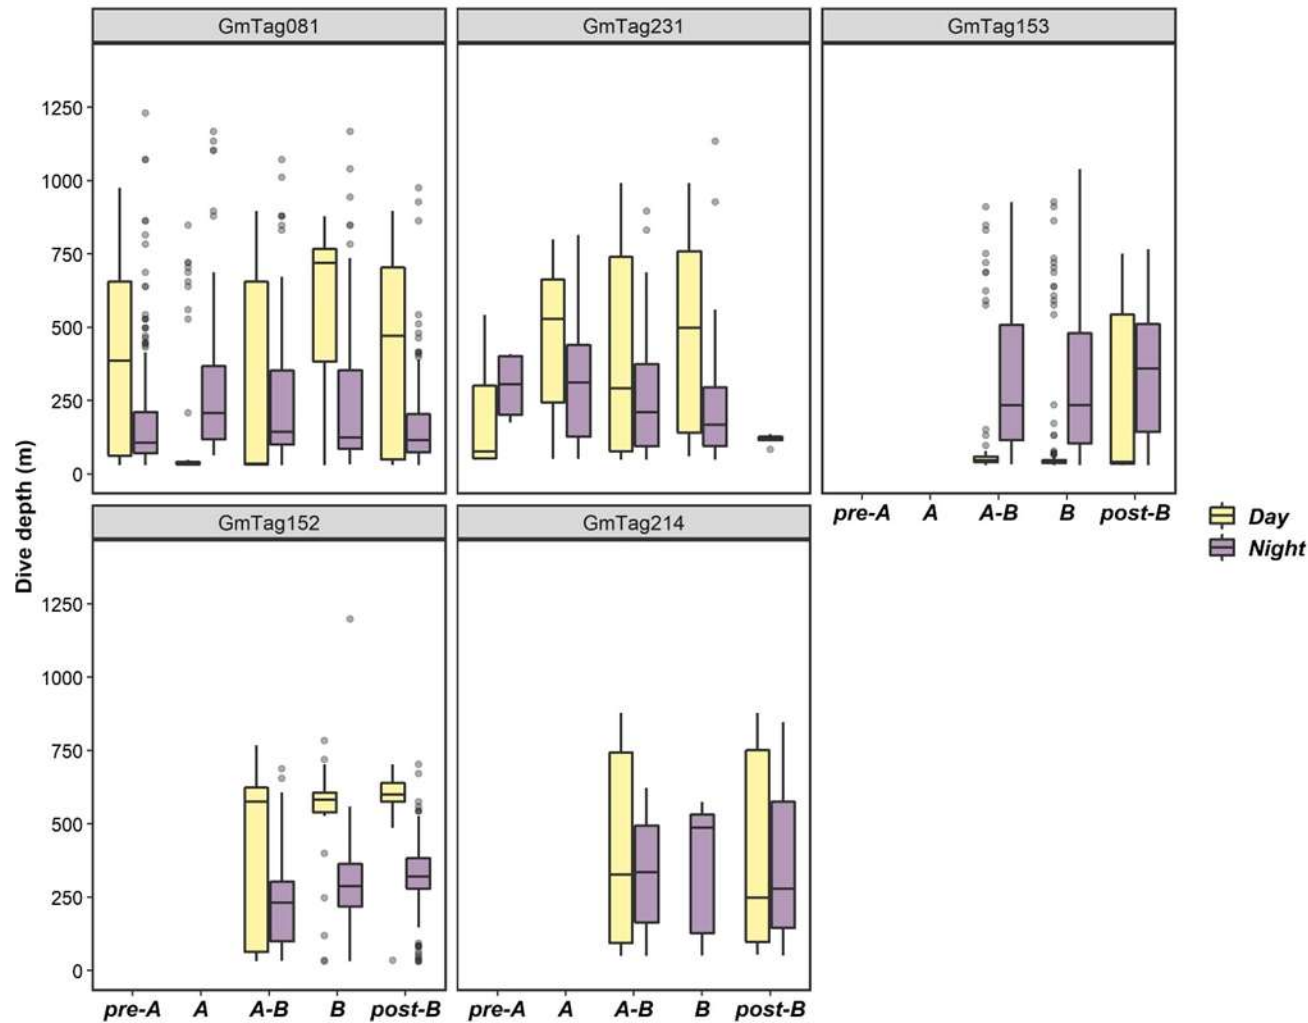 GmTag081 GmTag231 GmTag153
1250
1000
750
500
250
0
pre-A A A-B B post-B
Day
Night
Dive depth (m)
GmTag152 GmTag214
1250
1000
750
500
250
0
pre-A A A-B B post-B pre-A A A-B B post-B